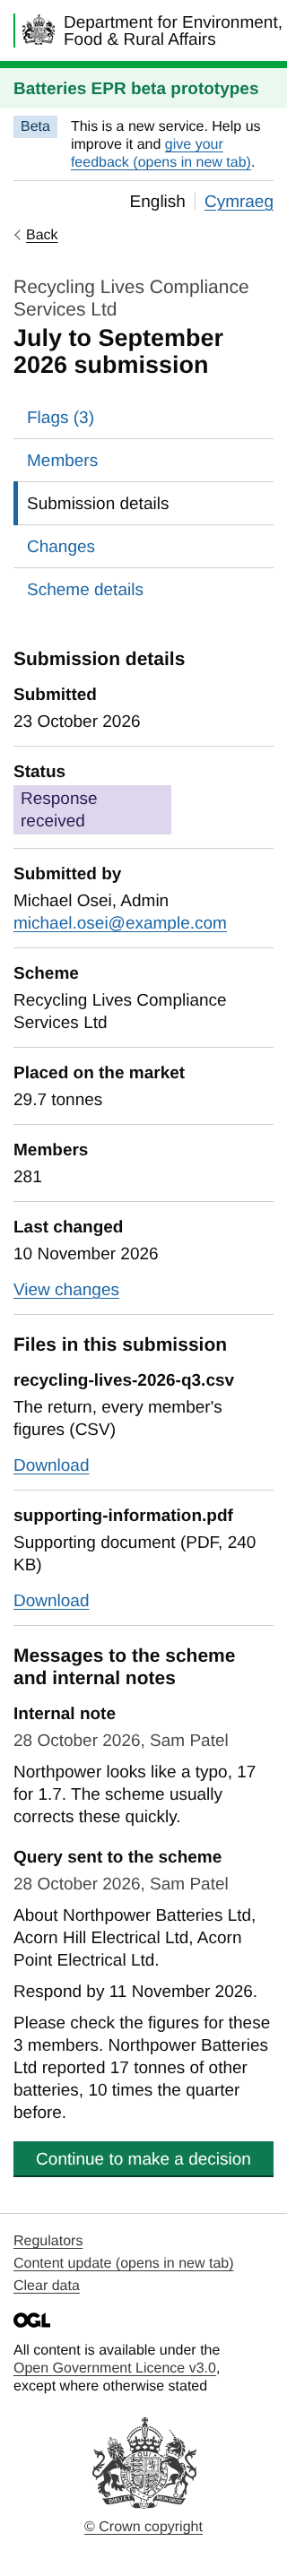 Department for Environment,
Food & Rural Affairs
Batteries EPR beta prototypes
Beta
This is a new service. Help us
improve it and give your
feedback (opens in new tab).
English
Cymraeg
Back
Recycling Lives Compliance
Services Ltd
July to September
2026 submission
Flags (3)
Members
Submission details
Changes
Scheme details
Submission details
Submitted
23 October 2026
Status
Response
received
Submitted by
Michael Osei, Admin
michael.osei@example.com
Scheme
Recycling Lives Compliance
Services Ltd
Placed on the market
29.7 tonnes
Members
281
Last changed
10 November 2026
View changes
Files in this submission
recycling-lives-2026-q3.csv
The return, every member's
figures (CSV)
Download
supporting-information.pdf
Supporting document (PDF, 240
KB)
Download
Messages to the scheme
and internal notes
Internal note
28 October 2026, Sam Patel
Northpower looks like a typo, 17
for 1.7. The scheme usually
corrects these quickly.
Query sent to the scheme
28 October 2026, Sam Patel
About Northpower Batteries Ltd,
Acorn Hill Electrical Ltd, Acorn
Point Electrical Ltd.
Respond by 11 November 2026.
Please check the figures for these
3 members. Northpower Batteries
Ltd reported 17 tonnes of other
batteries, 10 times the quarter
before.
Continue to make a decision
Regulators
Content update (opens in new tab)
Clear data
OGL
All content is available under the
Open Government Licence v3.0,
except where otherwise stated
© Crown copyright